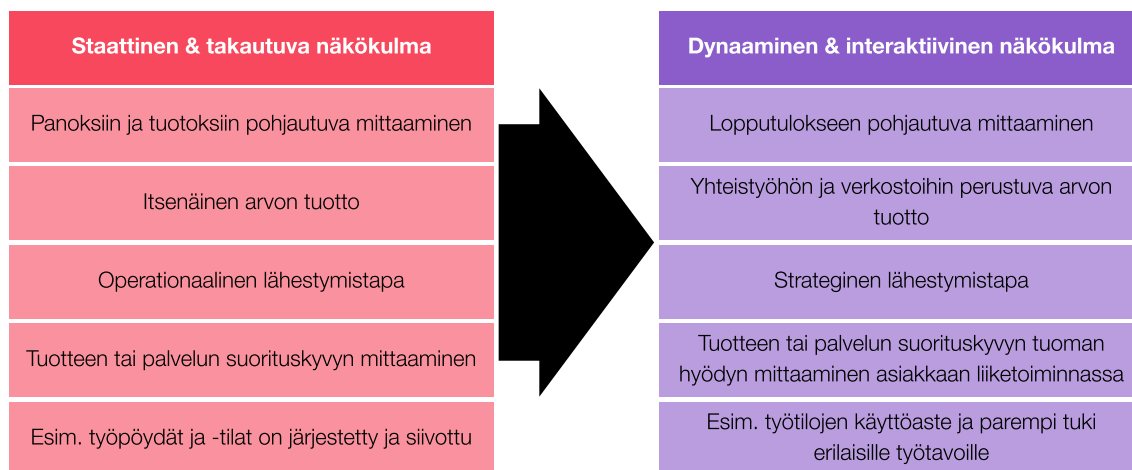 Staattinen & takautuva näkökulma
Panoksiin ja tuotoksiin pohjautuva mittaaminen
Itsenäinen arvon tuotto
Operationaalinen lähestymistapa
Tuotteen tai palvelun suorituskyvyn mittaaminen
Esim. työpöydät ja -tilat on järjestetty ja siivottu
Dynaaminen & interaktiivinen näkökulma
Lopputulokseen pohjautuva mittaaminen
Yhteistyöhön ja verkostoihin perustuva arvon
tuotto
Strateginen lähestymistapa
Tuotteen tai palvelun suorituskyvyn tuoman
hyödyn mittaaminen asiakkaan liiketoiminnassa
Esim. työtilojen käyttöaste ja parempi tuki
erilaisille työtavoille